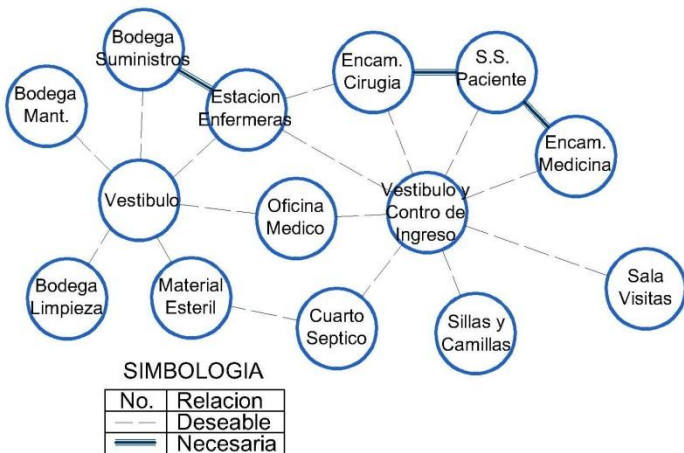 Bodega
Suministros
Encam.
Cirugia
S.S.
Paciente
Bodega
Mant.
Estacion
Enfermeras
Encam.
Medicina
Vestibulo
Oficina
Medico
Vestibulo y
Contro de
Ingreso
Bodega
Limpieza
Material
Esteril
Cuarto
Septico
Sillas y
Camillas
Sala
Visitas
SIMBOLOGIA
No. Relacion
Deseable
Necesaria